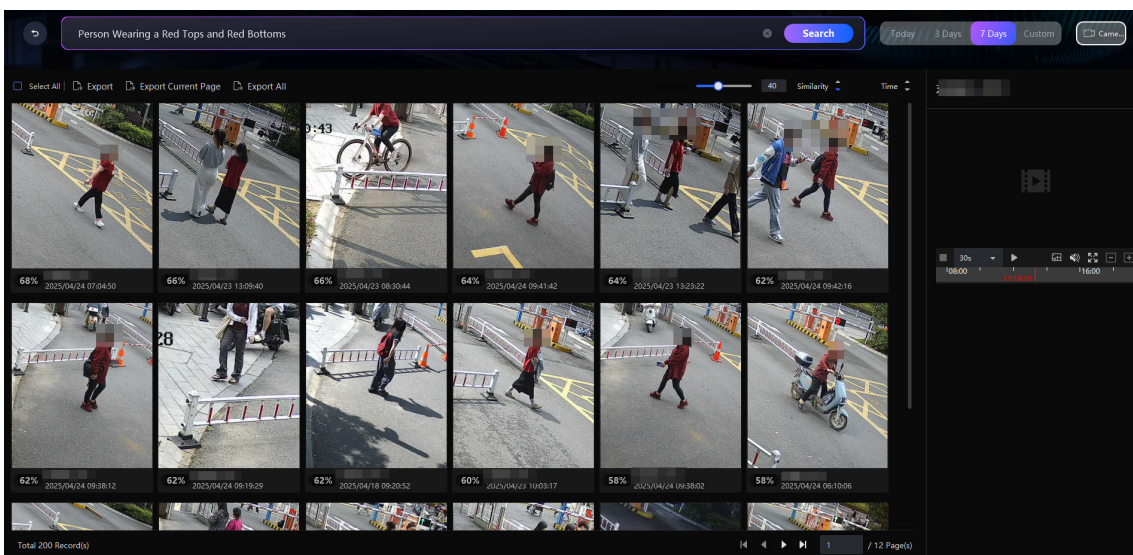 Person Wearing a Red Tops and Red Bottoms
Search
Today
3 Days
7 Days
Custom
Came...
Select All
Export
Export Current Page
Export All
40
Similarity
Time
:43
68%
2025/04/24 07:04:50
66%
2025/04/23 13:09:40
66%
2025/04/23 08:30:44
64%
2025/04/24 09:41:42
64%
2025/04/23 13:23:22
62%
2025/04/24 09:42:16
30s
08:00
16:00
28
62%
2025/04/24 09:38:12
62%
2025/04/24 09:19:29
62%
2025/04/18 09:20:52
60%
2025/04/23 10:03:17
58%
2025/04/24 09:38:02
58%
2025/04/24 06:10:06
Total 200 Record(s)
1
/ 12 Page(s)